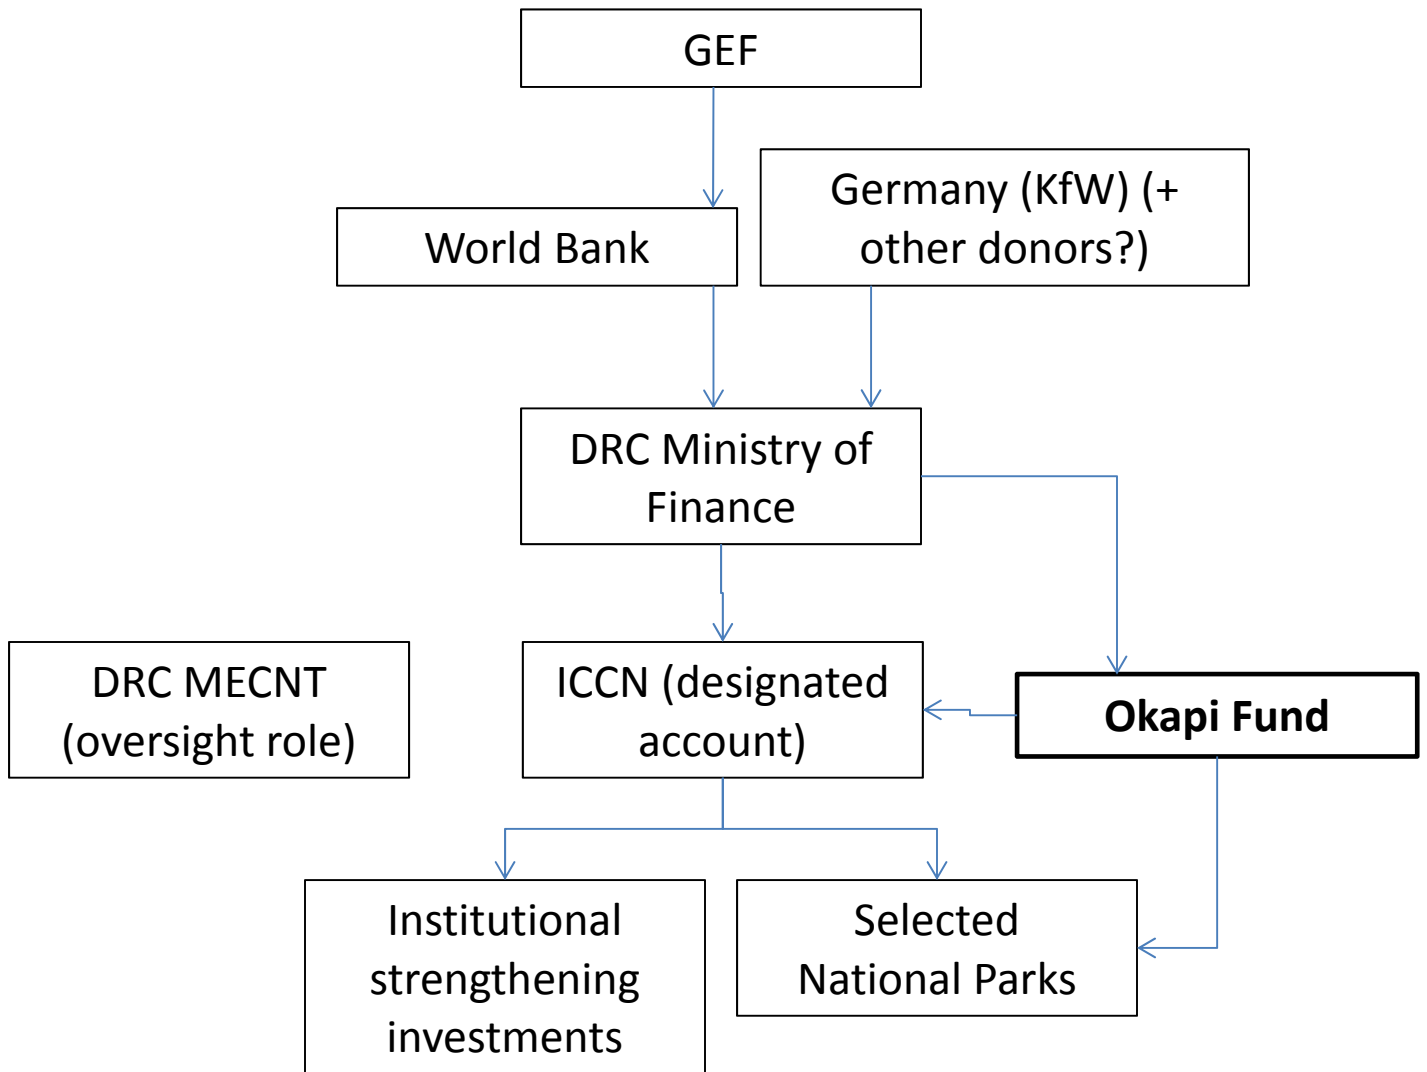 GEF
Germany (KfW) (+
other donors?)
World Bank
DRC Ministry of
Finance
DRC MECNT
(oversight role)
ICCN (designated
account)
Okapi Fund
Institutional
strengthening
investments
Selected
National Parks